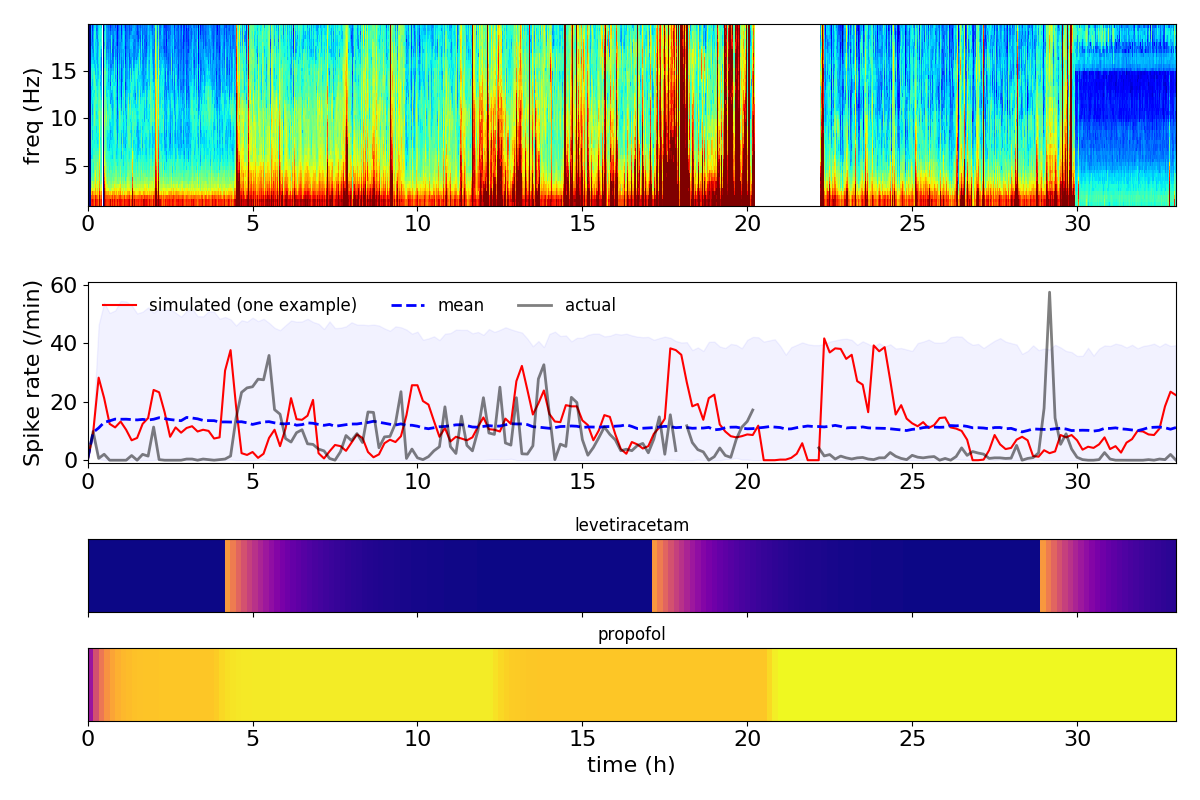 15
10
5
freq (Hz)
0 5 10 15 20 25 30
60
40
20
0
Spike rate (/min)
simulated (one example) mean actual
0 5 10 15 20 25 30
levetiracetam
propofol
0 5 10 15 20 25 30
time (h)